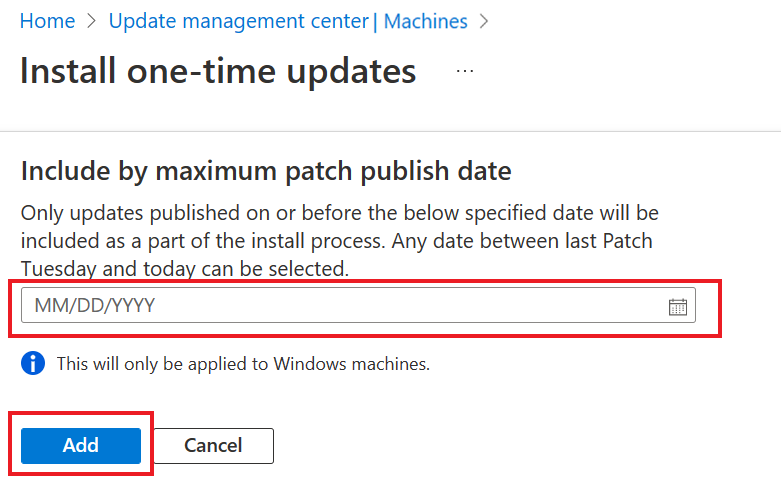 Home > Update management center | Machines >
Install one-time updates ...
Include by maximum patch publish date
Only updates published on or before the below specified date will be
included as a part of the install process. Any date between last Patch
Tuesday and today can be selected.
MM/DD/YYYY
This will only be applied to Windows machines.
Add Cancel